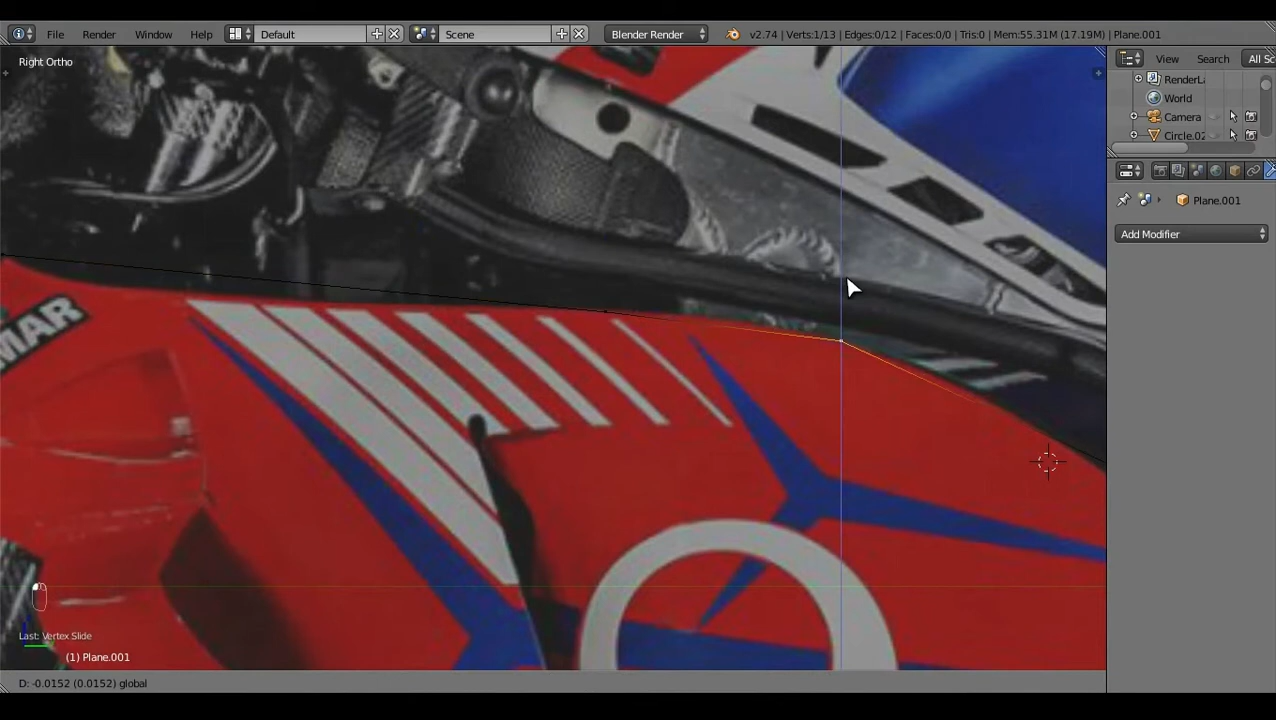 File Render Window Help Default Scene Blender Render v2.74 | Verts:1/13 | Edges:0/12 | Faces:0/0 | Tris:0 | Mem:55.31M (17.19M) | Plane.001
Right Ortho
View Search All Sc
RenderLa
World
Camera
Circle.02
Plane.001
Add Modifier
MAR
Last: Vertex Slide
(1) Plane.001
D: -0.0152 (0.0152) global